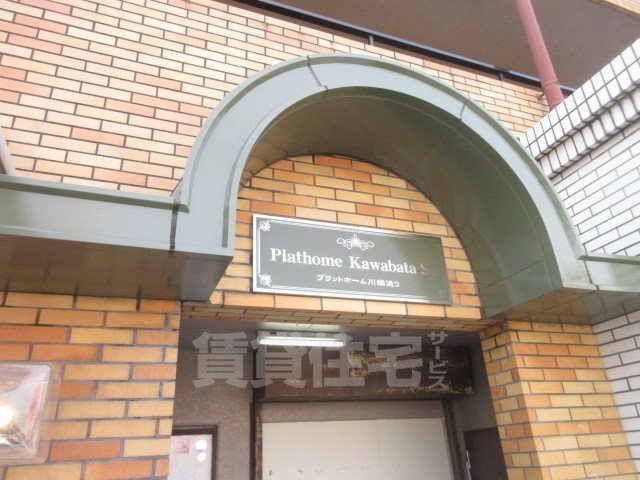 Plathome Kawabata S
プラットホーム川端通り
賃貸住宅サービス